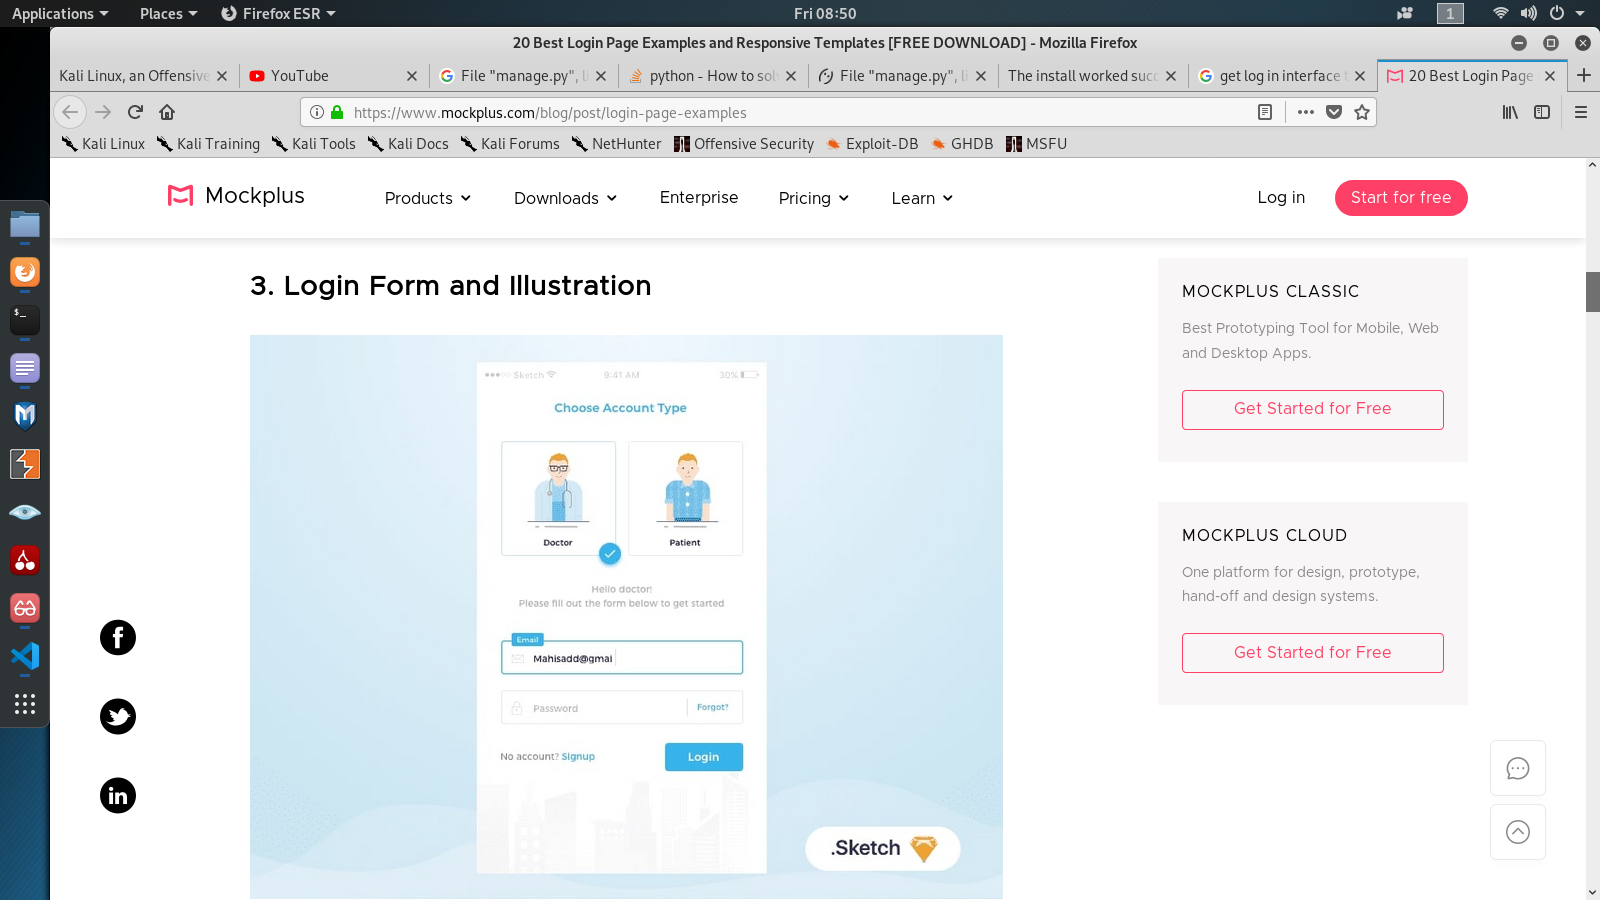 Applications Places Firefox ESR Fri 08:50 1
20 Best Login Page Examples and Responsive Templates [FREE DOWNLOAD] - Mozilla Firefox
Kali Linux, an Offensive YouTube File "manage.py", li python - How to solv File "manage.py", li The install worked succ get log in interface t 20 Best Login Page
https://www.mockplus.com/blog/post/login-page-examples
Kali Linux Kali Training Kali Tools Kali Docs Kali Forums NetHunter Offensive Security Exploit-DB GHDB MSFU
Mockplus Products Downloads Enterprise Pricing Learn Log in Start for free
3. Login Form and Illustration
Sketch 9:41 AM 30%
Choose Account Type
Doctor Patient
Hello doctor!
Please fill out the form below to get started
Email
Mahisadd@gmai
Password Forgot?
No account? Signup Login
.Sketch
MOCKPLUS CLASSIC
Best Prototyping Tool for Mobile, Web
and Desktop Apps.
Get Started for Free
MOCKPLUS CLOUD
One platform for design, prototype,
hand-off and design systems.
Get Started for Free